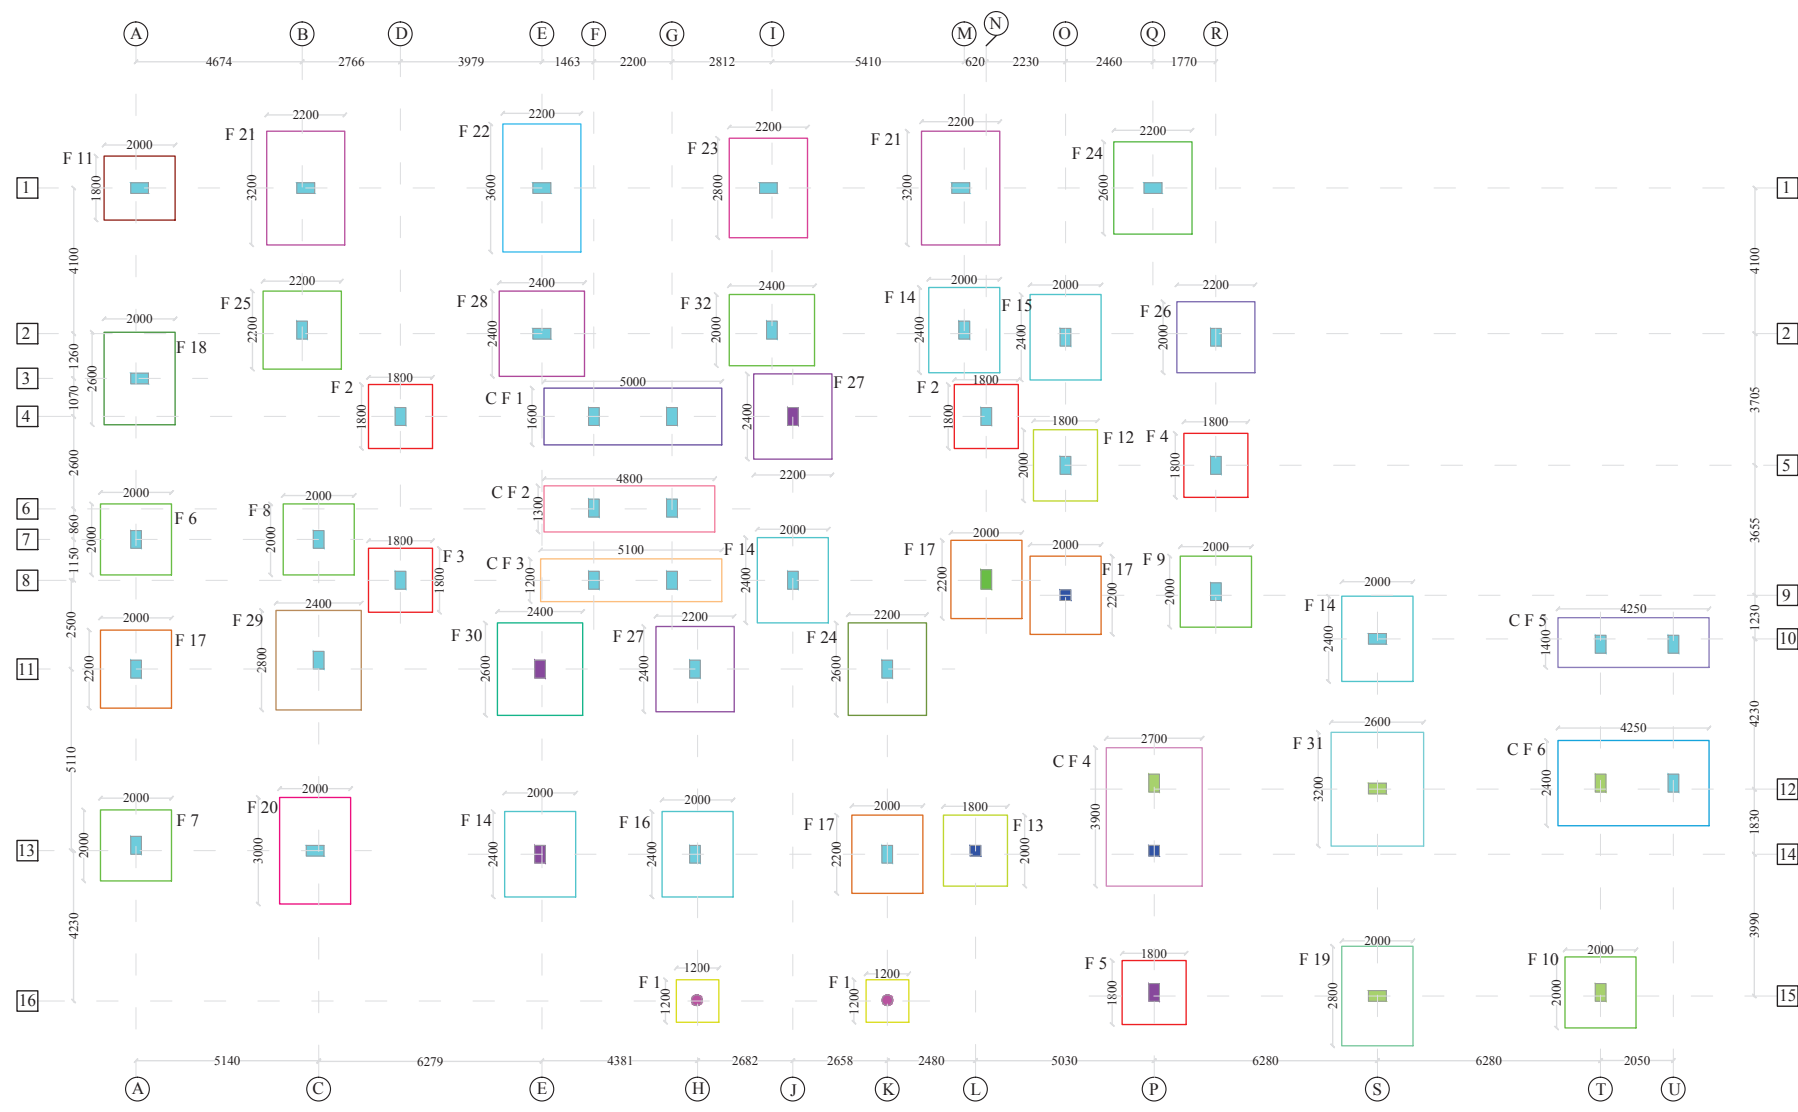 A B D E F G I M N O Q R
4674 2766 3979 1463 2200 2812 5410 620 2230 2460 1770
2200 2200 2200 2200 2200
F 21 F 22 F 23 F 21 F 24
F 11 2000
1 1800 3200 3600 2800 3200 2600 1
4100 4100
2200 2400 2400 2000 2000 2200
F 25 F 28 F 32 F 14 F 15 F 26
2000
2 F 18 2200 2400 2000 2400 2400 2000 2
1260
3 2600 F 2 1800 5000 F 27 F 2 1800
1070 C F 1
4 1800 1600 2400 1800 3705
1800 F 12 1800 F 4
2600 2000 1800 5
4800 2200
C F 2
6 2000 2000 1300
F 6 F 8
860 2000
7 2000 2000 1800 F 3 5100 F 14 F 17 2000 2000 2000 3655
1150 C F 3 F 17 F 9
8 1800 1200 2400 2200 2200 2000 2000 9
2000 2400 2400 2200 2200 F 14 4250 1230
2500 F 17 F 29 F 30 F 27 F 24 C F 5
2400 1400 10
11 2200 2800 2600 2400 2600
2700 2600 4250 4230
5110 C F 4 F 31 C F 6
3200 2400 12
2000 2000 2000 2000 2000 1800
F 7 F 20 F 14 F 16 F 17 F 13 3900 1830
13 2000 3000 2400 2400 2200 2000 14
4230 3990
1200 1200 1800 2000 2000
F 1 F 1 F 5 F 19 F 10
16 1200 1200 1800 2800 2000 15
5140 6279 4381 2682 2658 2480 5030 6280 6280 2050
A C E H J K L P S T U